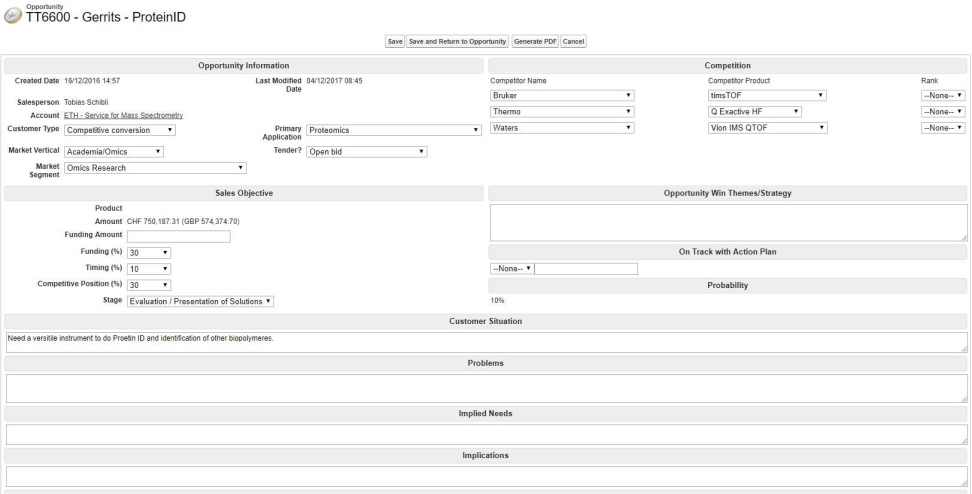 Opportunity
TT6600 - Gerrits - ProteinID
Save Save and Return to Opportunity Generate PDF Cancel
Opportunity Information
Created Date 16/12/2016 14:57 Last Modified Date 04/12/2017 08:45
Salesperson Tobias Schibli
Account ETH - Service for Mass Spectrometry
Customer Type Competitive conversion Primary Application Proteomics
Market Vertical Academia/Omics Tender? Open bid
Market Segment Omics Research
Competition
Competitor Name Competitor Product Rank
Bruker timsTOF --None--
Thermo Q Exactive HF --None--
Waters VIon IMS QTOF --None--
Sales Objective
Product
Amount CHF 750,187.31 (GBP 574,374.70)
Funding Amount
Funding (%) 30
Timing (%) 10
Competitive Position (%) 30
Stage Evaluation / Presentation of Solutions
Opportunity Win Themes/Strategy
On Track with Action Plan
--None--
Probability
10%
Customer Situation
Need a versitile instrument to do Proetin ID and identification of other biopolymeres.
Problems
Implied Needs
Implications